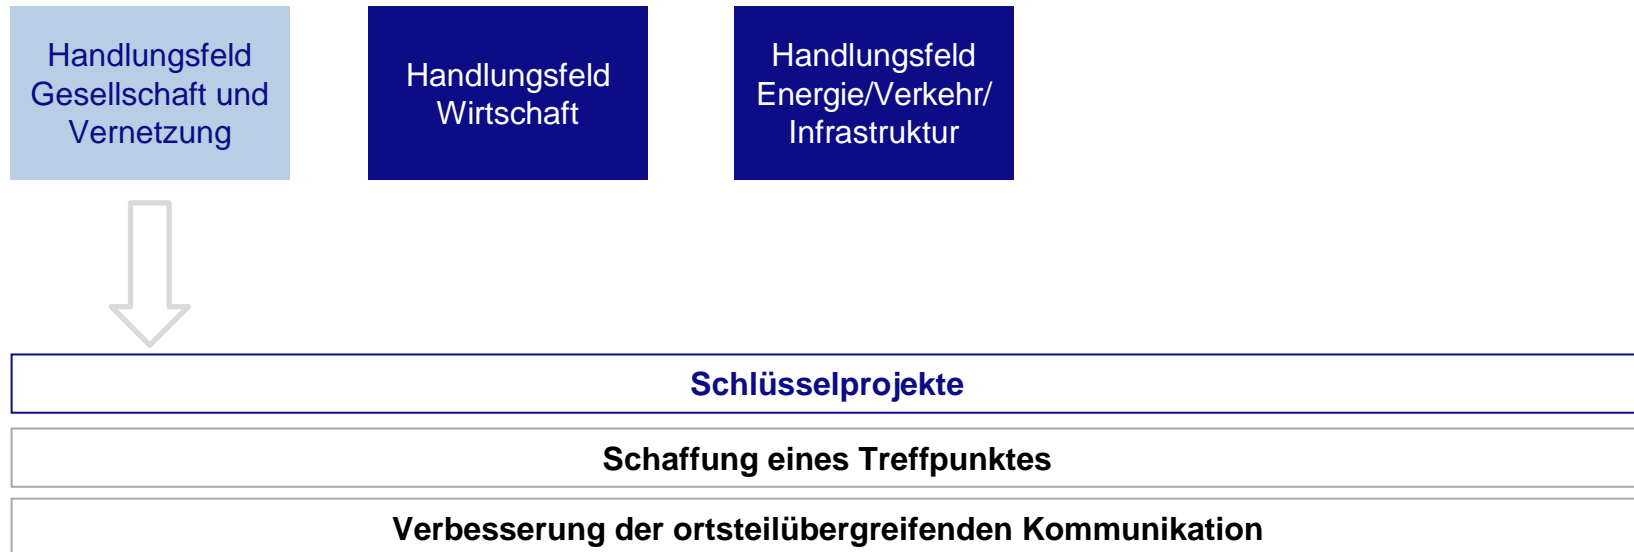 Handlungsfeld
Gesellschaft und
Vernetzung
Handlungsfeld
Wirtschaft
Handlungsfeld
Energie/Verkehr/
Infrastruktur
Schlüsselprojekte
Schaffung eines Treffpunktes
Verbesserung der ortsteilübergreifenden Kommunikation